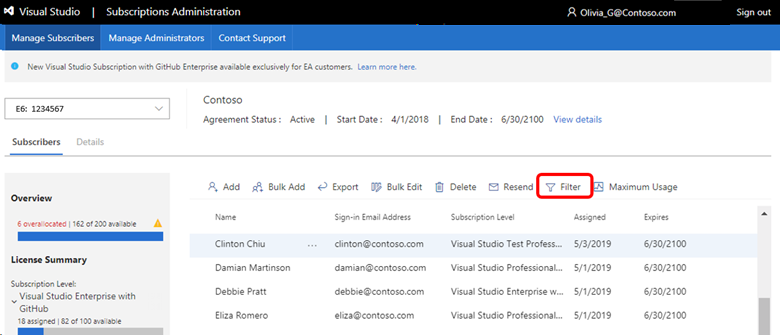 Visual Studio | Subscriptions Administration Olivia_G@Contoso.com Sign out
Manage Subscribers Manage Administrators Contact Support
New Visual Studio Subscription with GitHub Enterprise available exclusively for EA customers. Learn more here.
E6: 1234567
Contoso
Agreement Status : Active | Start Date : 4/1/2018 | End Date : 6/30/2100 View details
Subscribers Details
Add Bulk Add Export Bulk Edit Delete Resend Filter Maximum Usage
Overview
6 overallocated | 162 of 200 available
License Summary
Subscription Level:
Visual Studio Enterprise with
GitHub
18 assigned | 82 of 100 available
Name Sign-in Email Address Subscription Level Assigned Expires
Clinton Chiu ... clinton@contoso.com Visual Studio Test Profess... 5/3/2019 6/30/2100
Damian Martinson damian@contoso.com Visual Studio Professional... 5/1/2019 6/30/2100
Debbie Pratt debbie@contoso.com Visual Studio Enterprise w... 5/1/2019 6/30/2100
Eliza Romero eliza@contoso.com Visual Studio Professional... 5/1/2019 6/30/2100